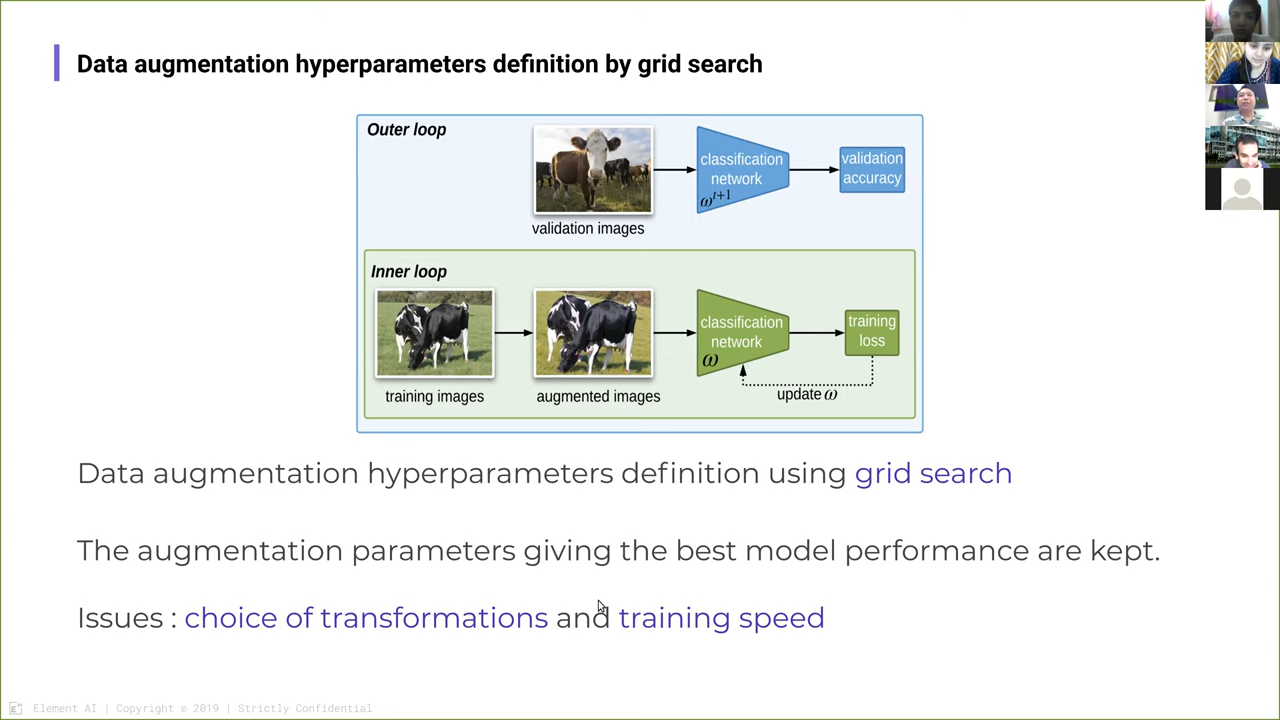 Data augmentation hyperparameters definition by grid search
Outer loop
classification
network
ω^{t+1}
validation
accuracy
validation images
Inner loop
classification
network
ω
training
loss
training images
augmented images
update ω
Data augmentation hyperparameters definition using grid search
The augmentation parameters giving the best model performance are kept.
Issues : choice of transformations and training speed
Element AI | Copyright © 2019 | Strictly Confidential